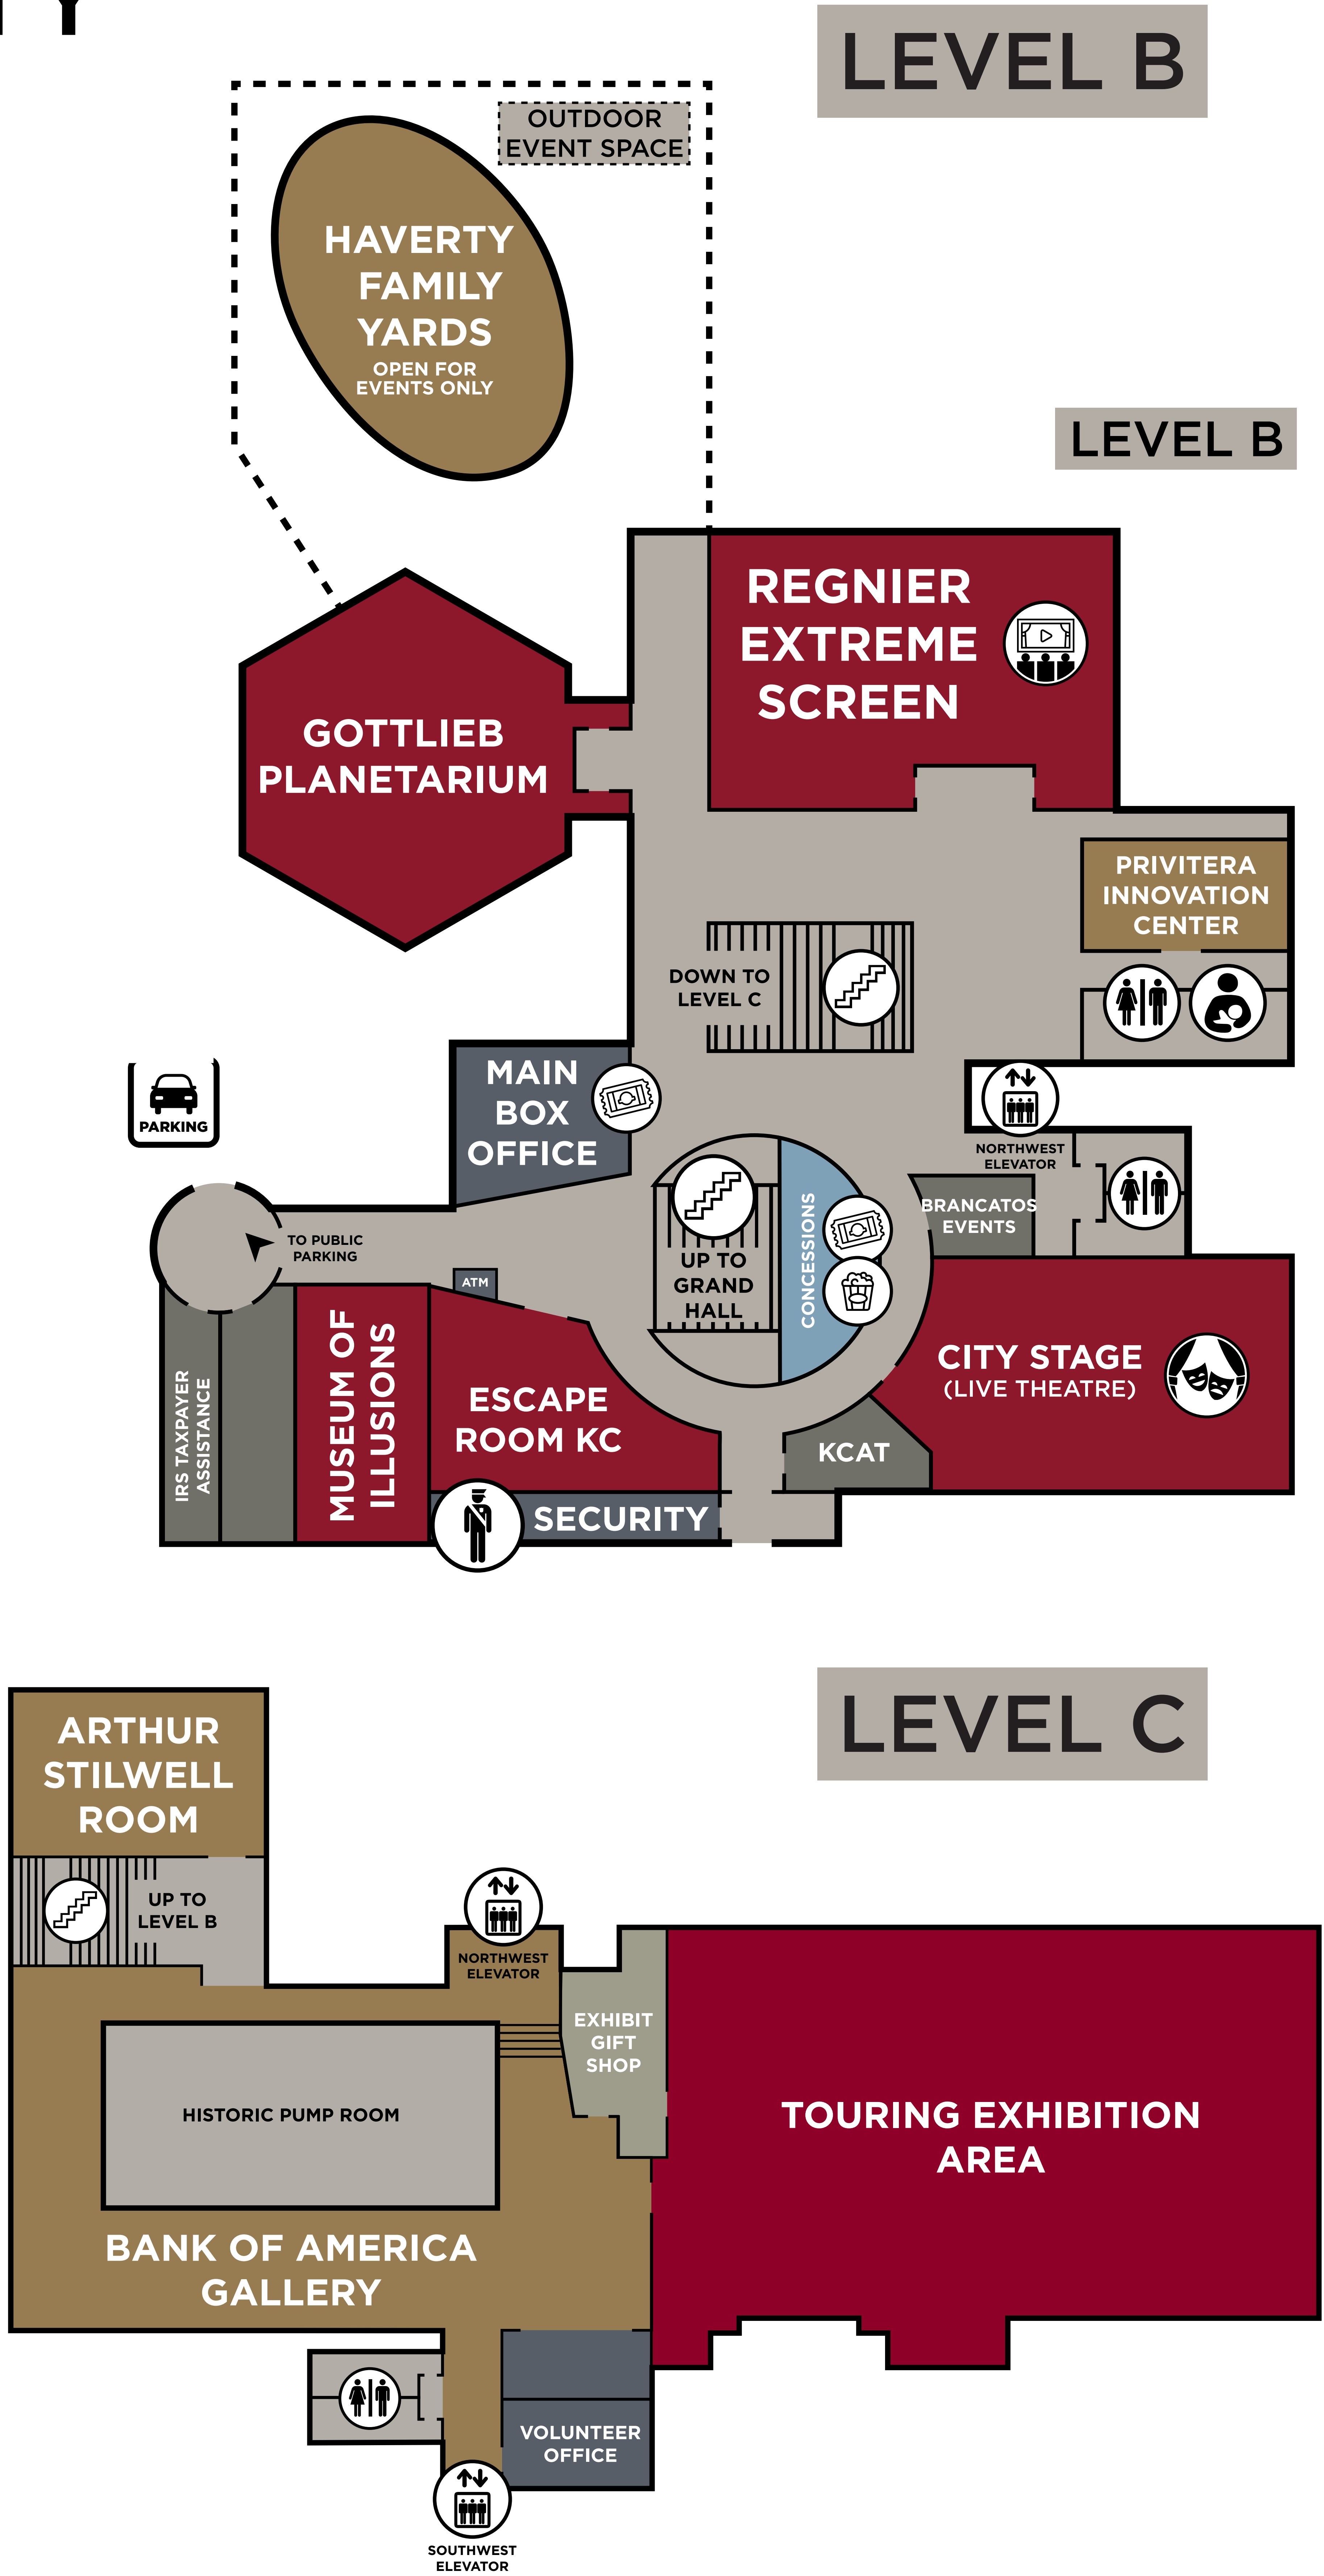 LEVEL B
OUTDOOR
EVENT SPACE
HAVERTY
FAMILY
YARDS
OPEN FOR
EVENTS ONLY
LEVEL B
REGNIER
EXTREME
SCREEN
GOTTLIEB
PLANETARIUM
PRIVITERA
INNOVATION
CENTER
DOWN TO
LEVEL C
MAIN
BOX
OFFICE
PARKING
NORTHWEST
ELEVATOR
BRANCATOS
EVENTS
CONCESSIONS
UP TO
GRAND
HALL
TO PUBLIC
PARKING
ATM
IRS TAXPAYER
ASSISTANCE
MUSEUM OF
ILLUSIONS
ESCAPE
ROOM KC
CITY STAGE
(LIVE THEATRE)
KCAT
SECURITY
LEVEL C
ARTHUR
STILWELL
ROOM
UP TO
LEVEL B
NORTHWEST
ELEVATOR
EXHIBIT
GIFT
SHOP
HISTORIC PUMP ROOM
TOURING EXHIBITION
AREA
BANK OF AMERICA
GALLERY
VOLUNTEER
OFFICE
SOUTHWEST
ELEVATOR